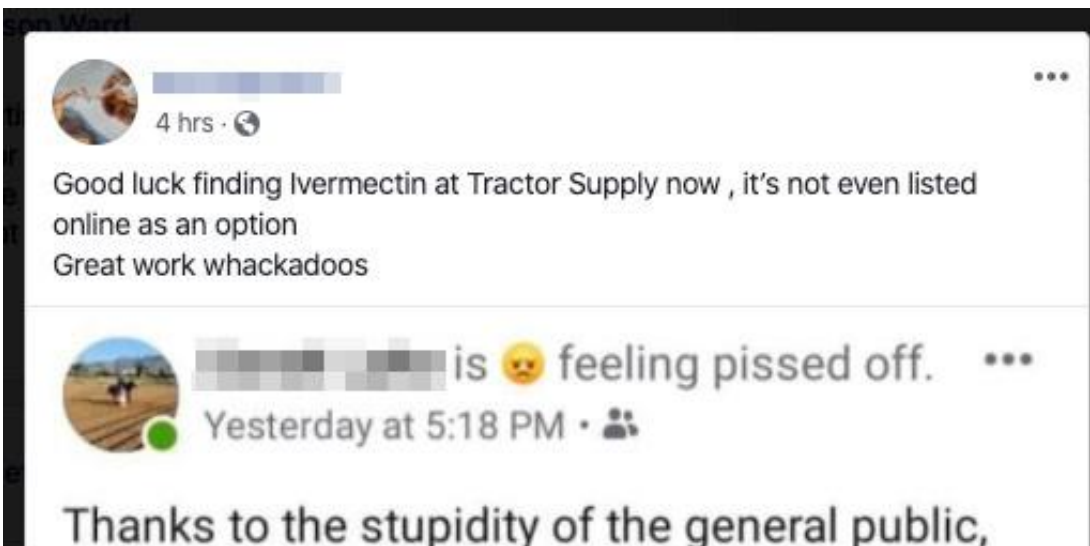 son Ward
4 hrs ·
Good luck finding Ivermectin at Tractor Supply now , it's not even listed
online as an option
Great work whackadoos
is feeling pissed off.
Yesterday at 5:18 PM ·
Thanks to the stupidity of the general public,